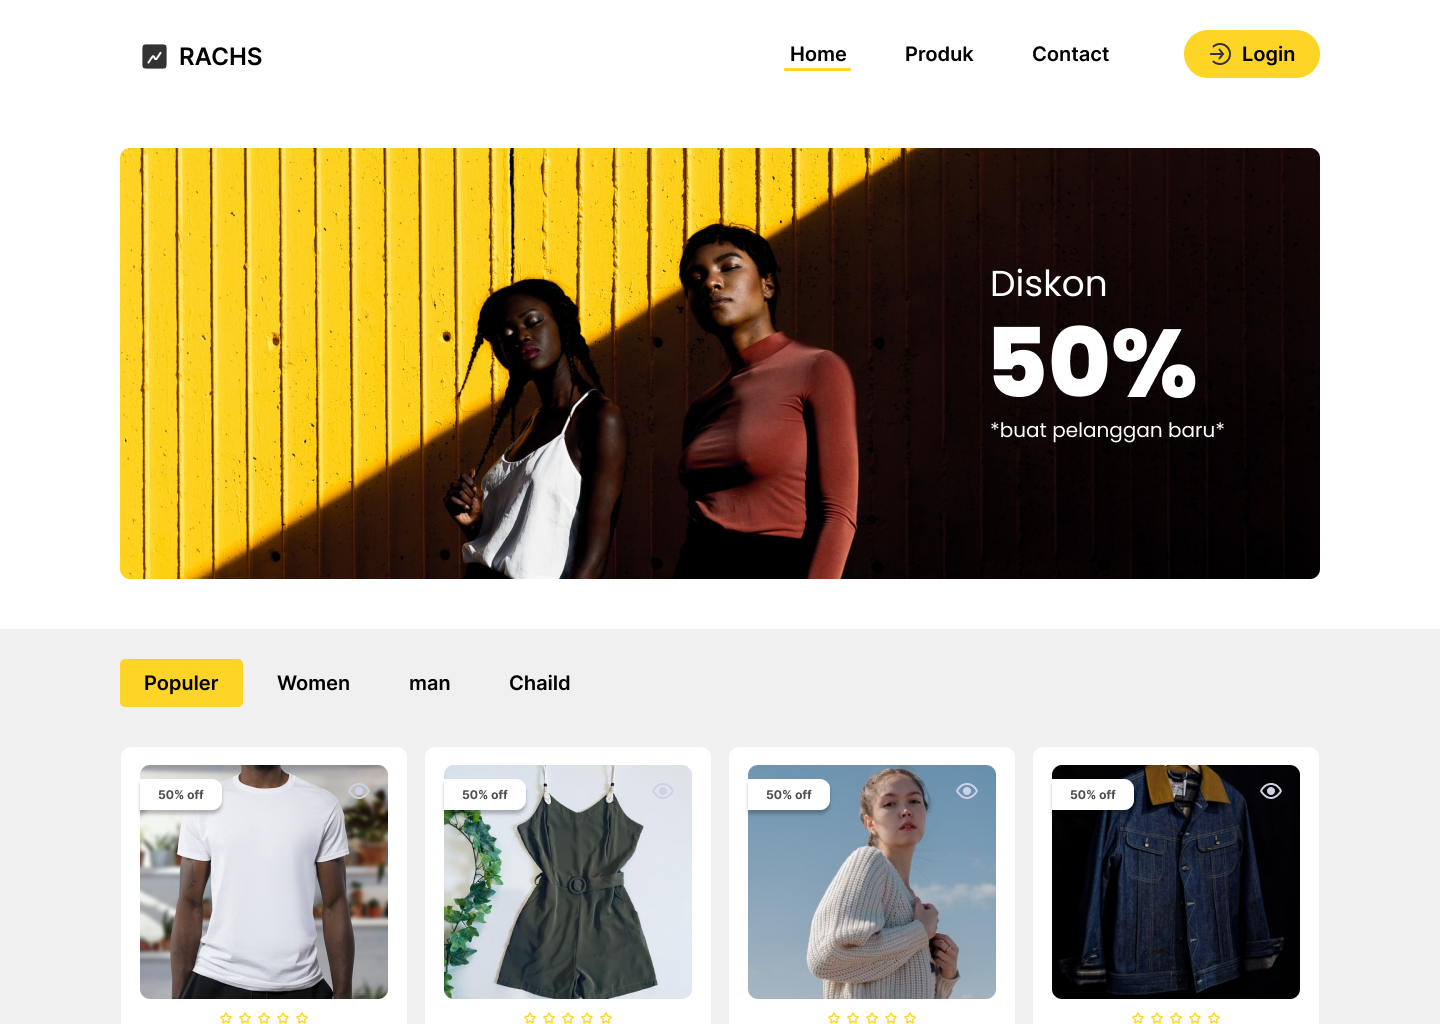 RACHS
Home Produk Contact Login
Diskon
50%
*buat pelanggan baru*
Populer Women man Chaild
50% off 50% off 50% off 50% off